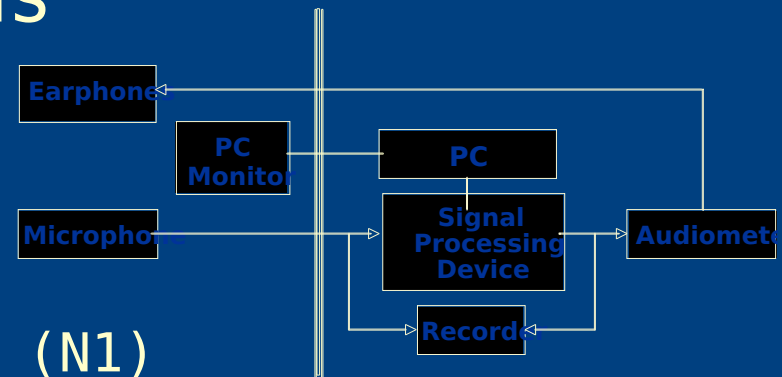 Earphones
PC
Monitor
PC
Microphone
Signal
Processing
Device
Audiomete
Recorder
(N1)